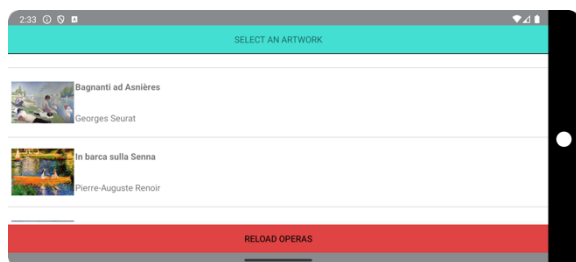 2:33
SELECT AN ARTWORK
Bagnanti ad Asnières
Georges Seurat
In barca sulla Senna
Pierre-Auguste Renoir
RELOAD OPERAS